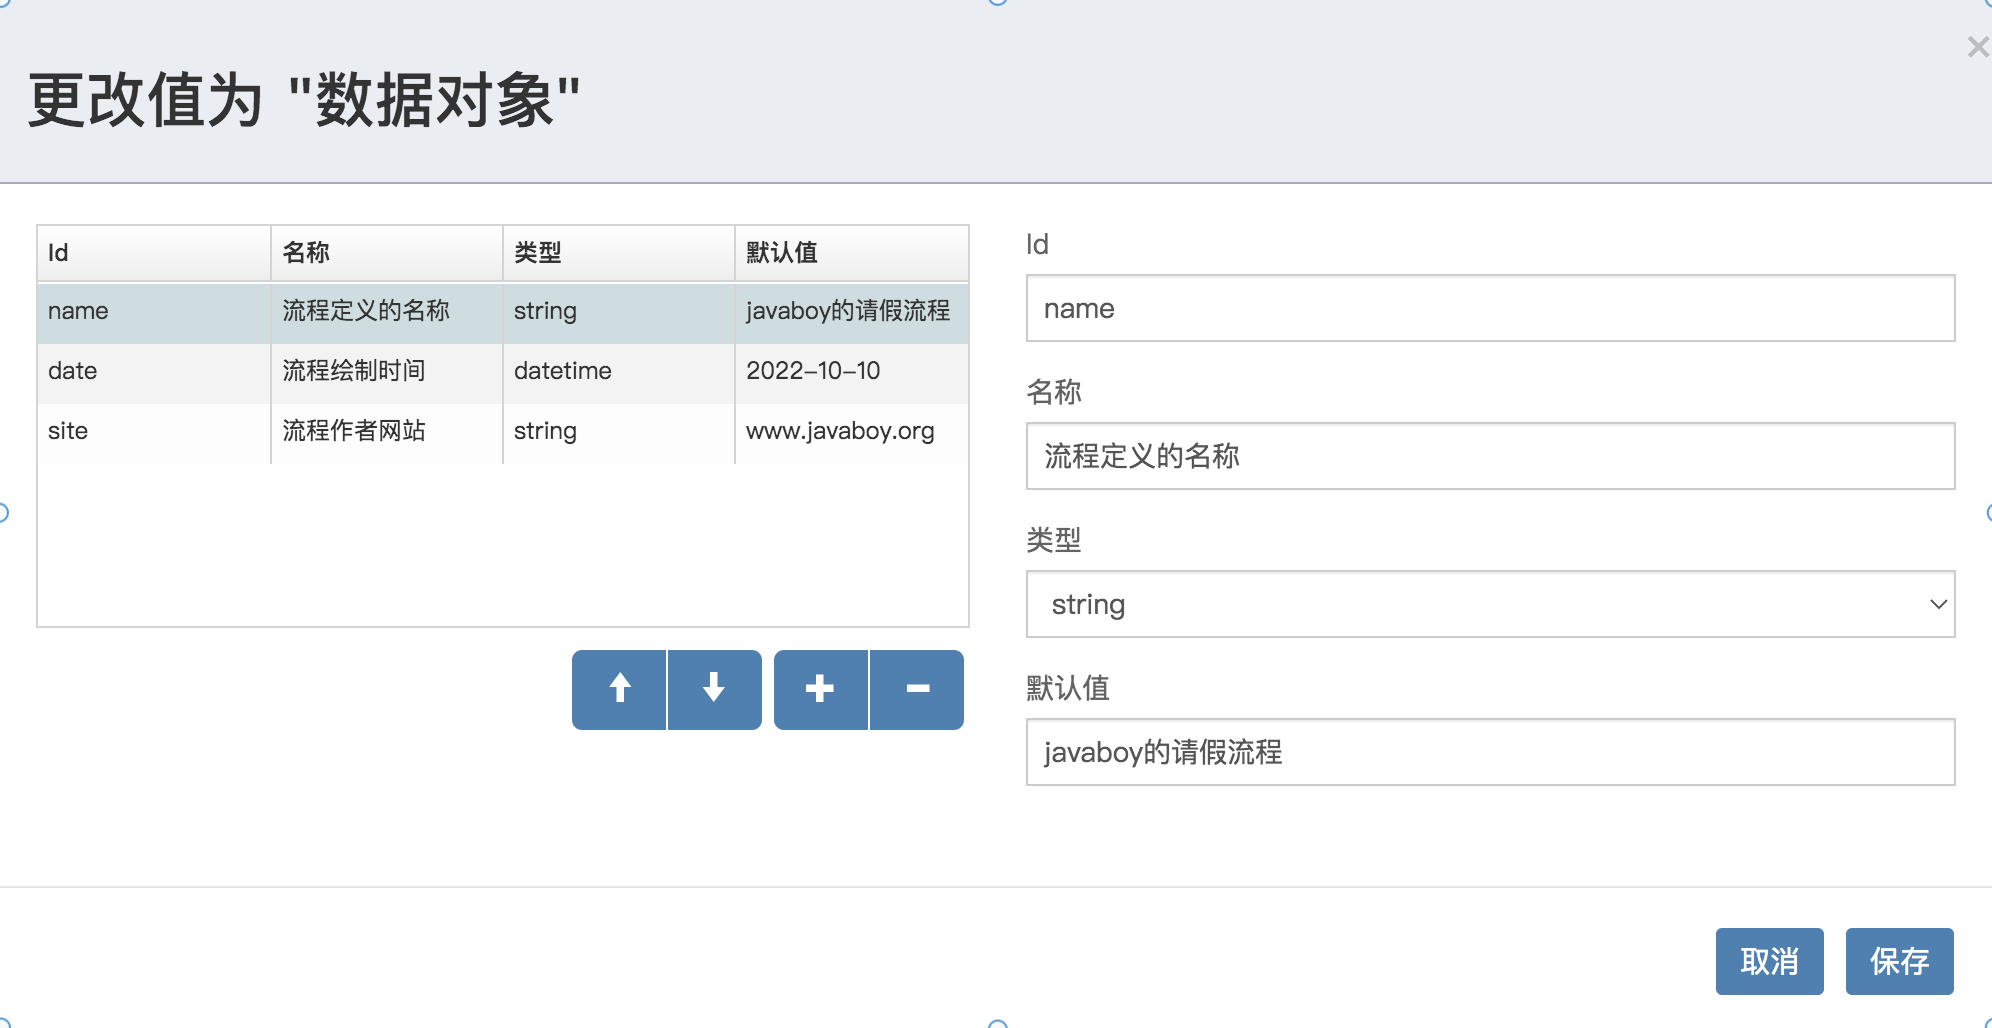 更改值为 "数据对象"
Id 名称 类型 默认值
name 流程定义的名称 string javaboy的请假流程
date 流程绘制时间 datetime 2022-10-10
site 流程作者网站 string www.javaboy.org
Id
name
名称
流程定义的名称
类型
string
默认值
javaboy的请假流程
取消 保存